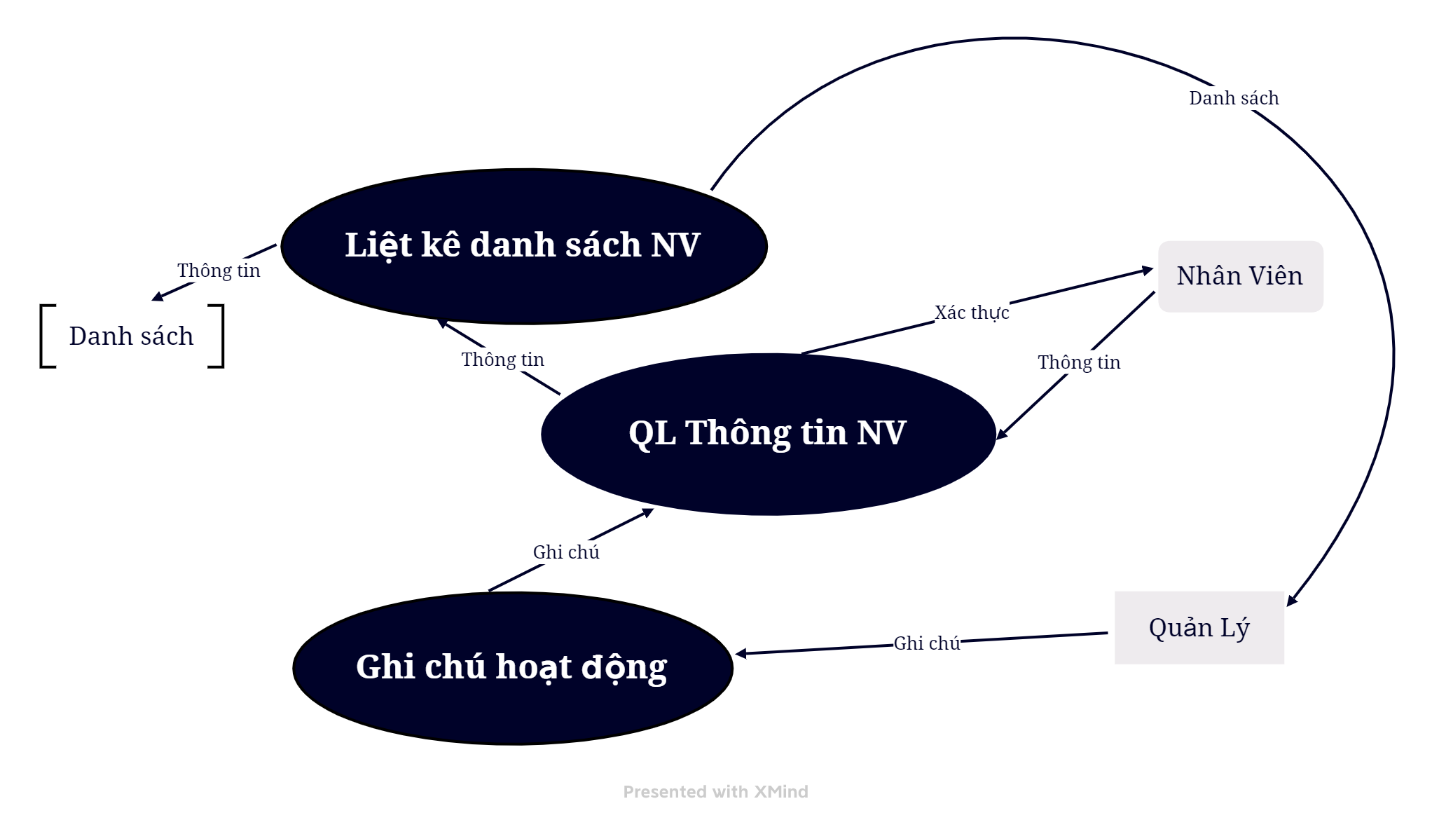 Danh sách
Liệt kê danh sách NV
Thông tin
Nhân Viên
Xác thực
Danh sách
Thông tin
Thông tin
QL Thông tin NV
Ghi chú
Quản Lý
Ghi chú
Ghi chú hoạt động
Presented with XMind